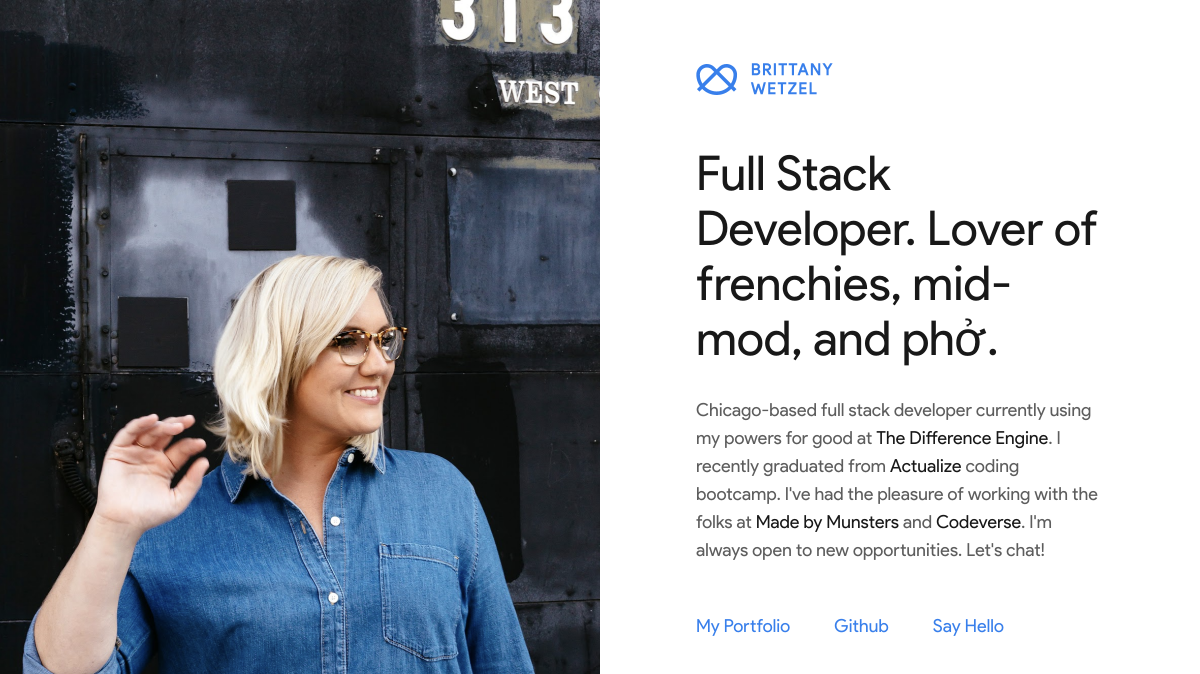 313
WEST
BRITTANY
WETZEL
Full Stack
Developer. Lover of
frenchies, mid-
mod, and phở.
Chicago-based full stack developer currently using
my powers for good at The Difference Engine. I
recently graduated from Actualize coding
bootcamp. I've had the pleasure of working with the
folks at Made by Munsters and Codeverse. I'm
always open to new opportunities. Let's chat!
My Portfolio Github Say Hello